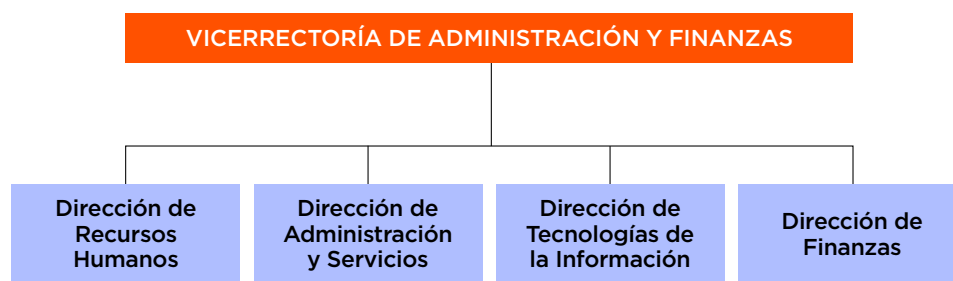 VICERRECTORÍA DE ADMINISTRACIÓN Y FINANZAS
Dirección de
Recursos
Humanos
Dirección de
Administración
y Servicios
Dirección de
Tecnologías de
la Información
Dirección de
Finanzas